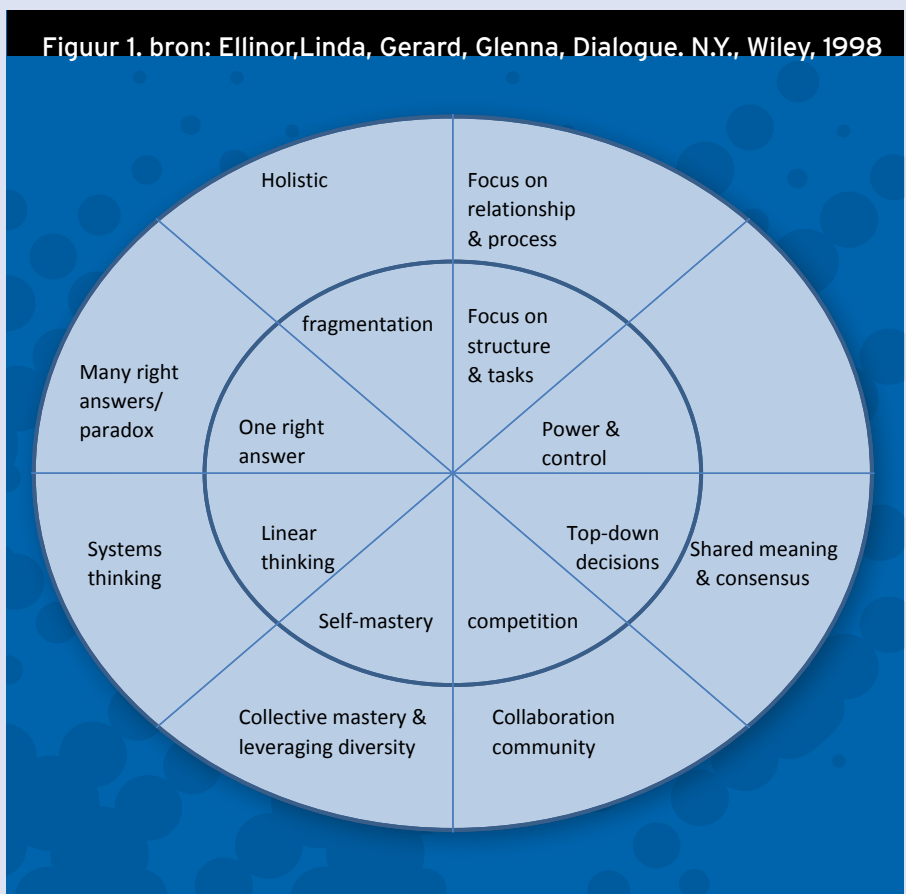 Figuur 1. bron: Ellinor,Linda, Gerard, Glenna, Dialogue. N.Y., Wiley, 1998
Holistic
Focus on
relationship
& process
fragmentation
Focus on
structure
& tasks
Many right
answers/
paradox
One right
answer
Power &
control
Systems
thinking
Linear
thinking
Top-down
decisions
Shared meaning
& consensus
Self-mastery
competition
Collective mastery &
leveraging diversity
Collaboration
community